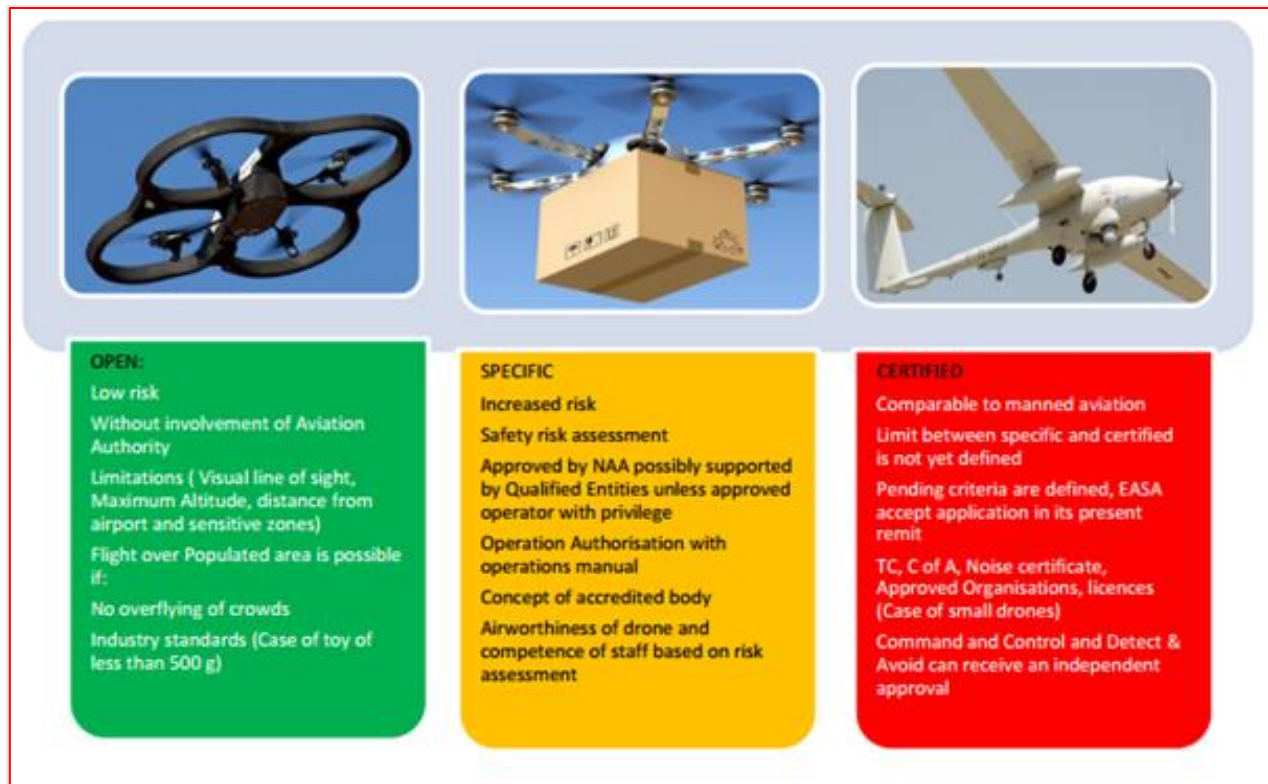 OPEN:
Low risk
Without involvement of Aviation
Authority
Limitations ( Visual line of sight,
Maximum Altitude, distance from
airport and sensitive zones)
Flight over Populated area is possible
if:
No overflying of crowds
Industry standards (Case of toy of
less than 500 g)
SPECIFIC
Increased risk
Safety risk assessment
Approved by NAA possibly supported
by Qualified Entities unless approved
operator with privilege
Operation Authorisation with
operations manual
Concept of accredited body
Airworthiness of drone and
competence of staff based on risk
assessment
CERTIFIED
Comparable to manned aviation
Limit between specific and certified
is not yet defined
Pending criteria are defined, EASA
accept application in its present
remit
TC, C of A, Noise certificate,
Approved Organisations, licences
(Case of small drones)
Command and Control and Detect &
Avoid can receive an independent
approval